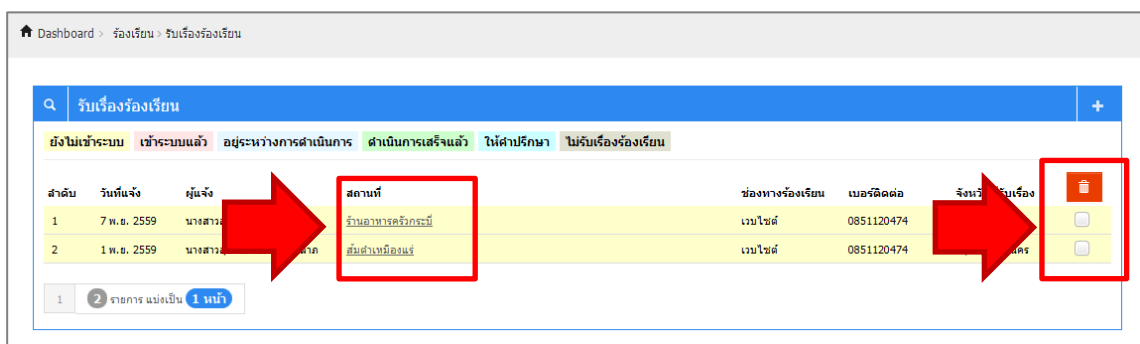 Dashboard > ร้องเรียน > รับเรื่องร้องเรียน
รับเรื่องร้องเรียน +
ยังไม่เข้าระบบ เข้าระบบแล้ว อยู่ระหว่างการดำเนินการ ดำเนินการเสร็จแล้ว ให้คำปรึกษา ไม่รับเรื่องร้องเรียน
ลำดับ วันที่แจ้ง ผู้แจ้ง สถานที่ ช่องทางร้องเรียน เบอร์ติดต่อ รับเรื่อง
1 7 พ.ย. 2559 ร้านอาหารครัวกระบี่ เวบไซต์ 0851120474
2 1 พ.ย. 2559 ส้มตำเหมืองแร่ เวบไซต์ 0851120474
1 2 รายการ แบ่งเป็น 1 หน้า